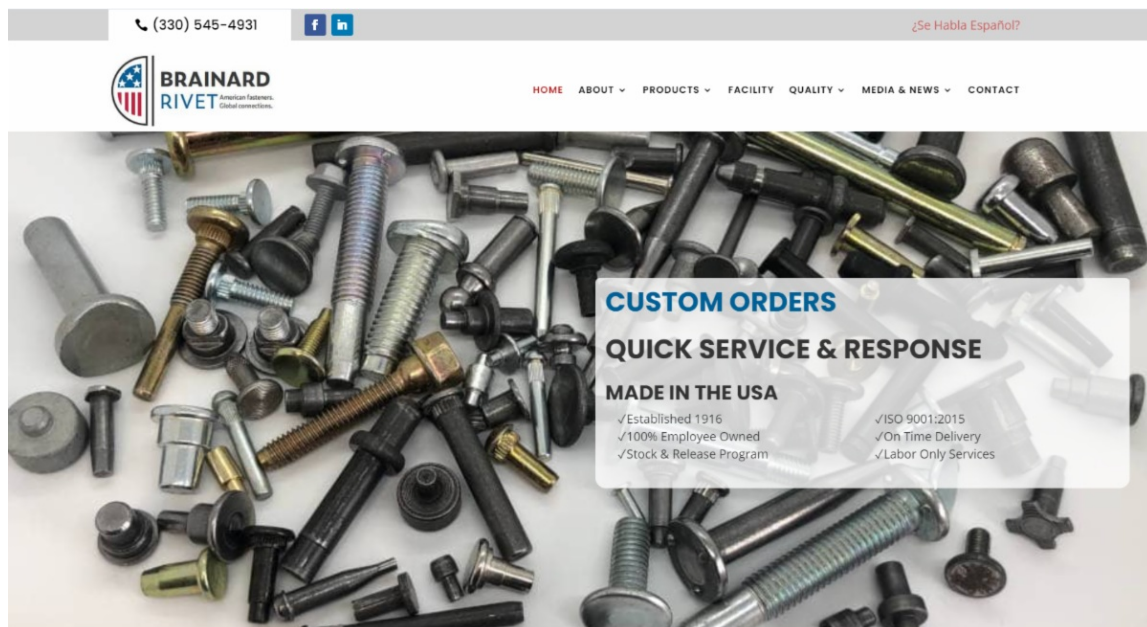 (330) 545-4931
¿Se Habla Español?
BRAINARD
RIVET
American fasteners.
Global connections.
HOME ABOUT PRODUCTS FACILITY QUALITY MEDIA & NEWS CONTACT
CUSTOM ORDERS
QUICK SERVICE & RESPONSE
MADE IN THE USA
✓Established 1916 ✓ISO 9001:2015
✓100% Employee Owned ✓On Time Delivery
✓Stock & Release Program ✓Labor Only Services